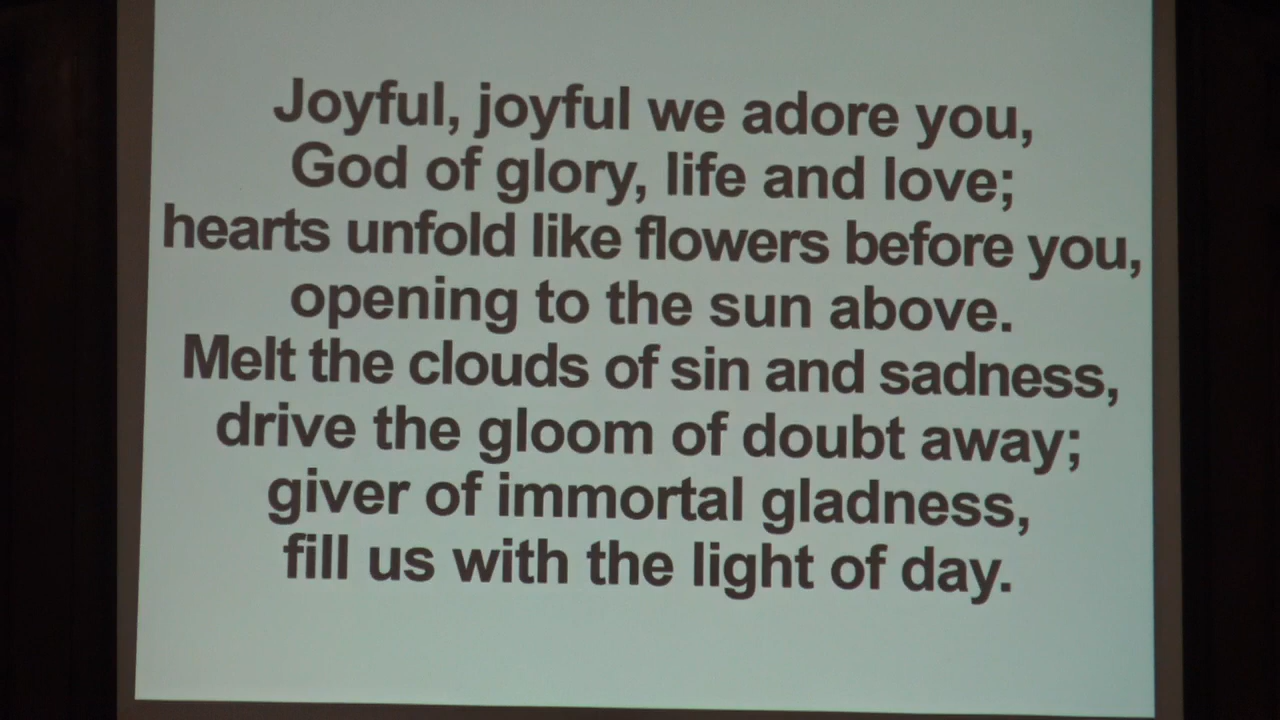 Joyful, joyful we adore you,
God of glory, life and love;
hearts unfold like flowers before you,
opening to the sun above.
Melt the clouds of sin and sadness,
drive the gloom of doubt away;
giver of immortal gladness,
fill us with the light of day.